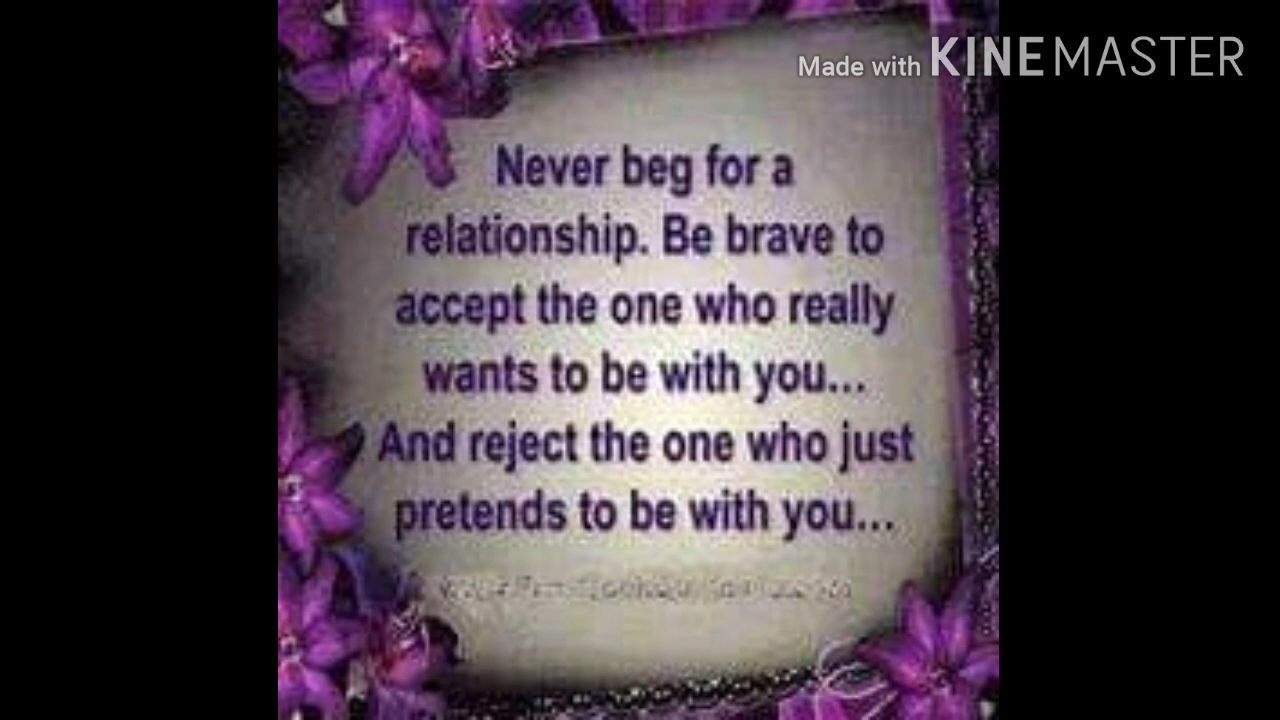 Made with KINEMASTER
Never beg for a
relationship. Be brave to
accept the one who really
wants to be with you...
And reject the one who just
pretends to be with you...